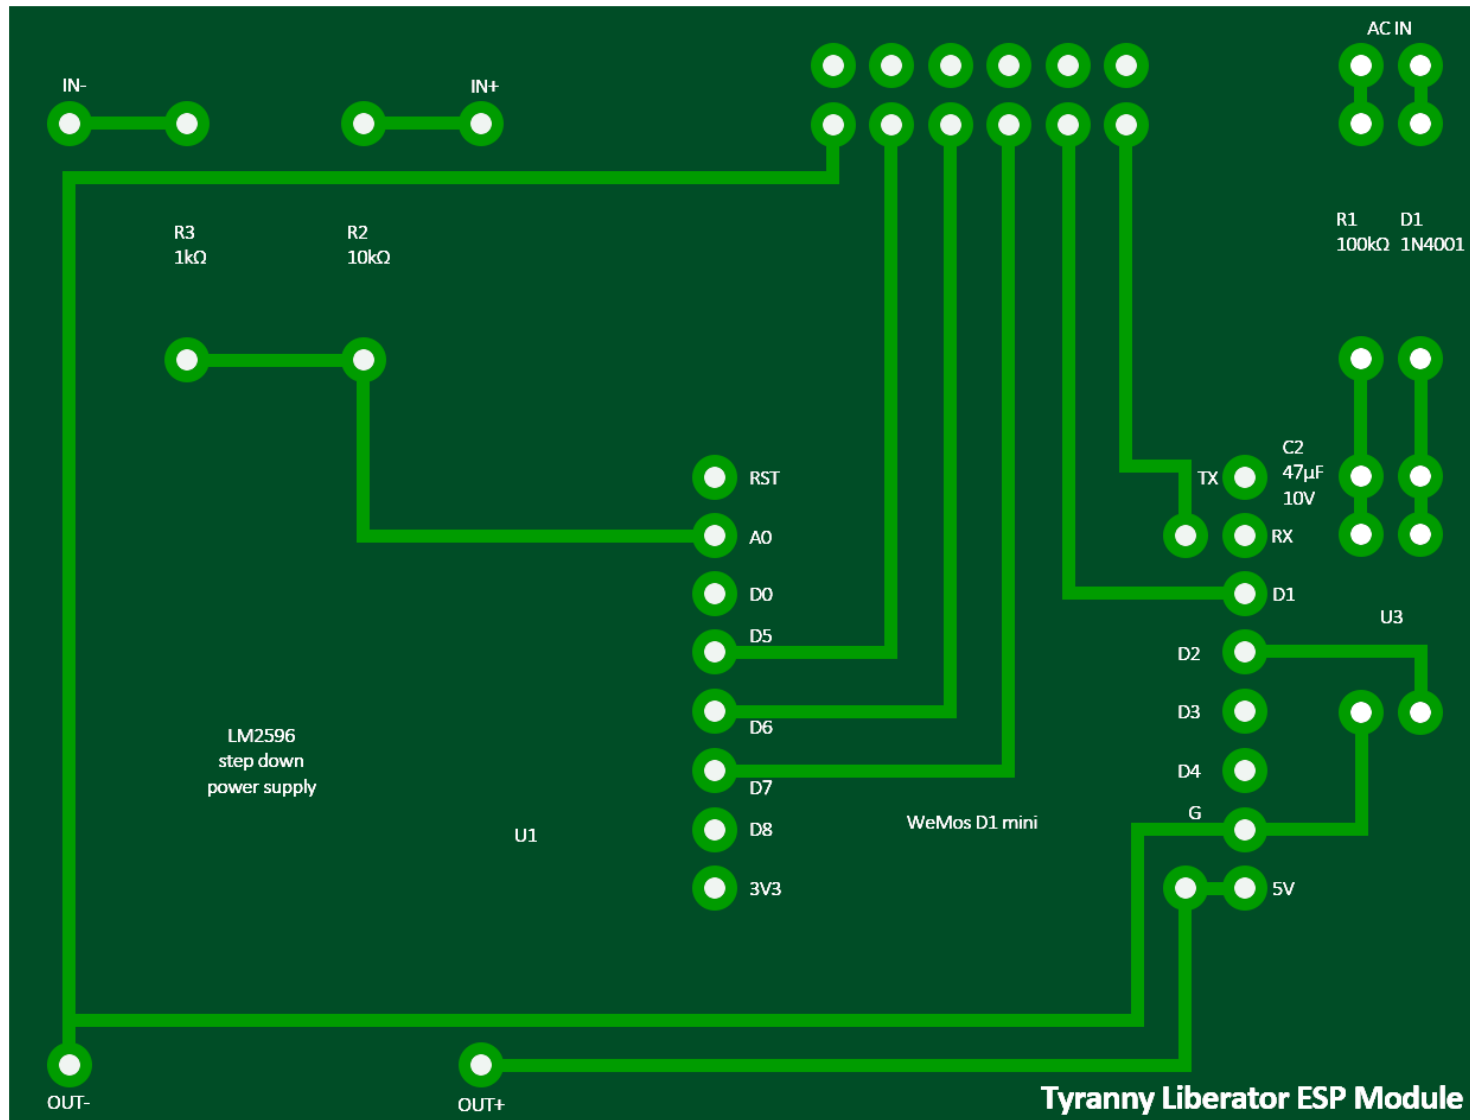 AC IN
IN-
IN+
R3
1kΩ
R2
10kΩ
R1
100kΩ
D1
1N4001
C2
47µF
10V
RST
TX
A0
RX
D0
D1
D5
U3
D2
D6
D3
LM2596
step down
power supply
D7
D4
U1
D8
WeMos D1 mini
G
3V3
5V
OUT-
OUT+
Tyranny Liberator ESP Module